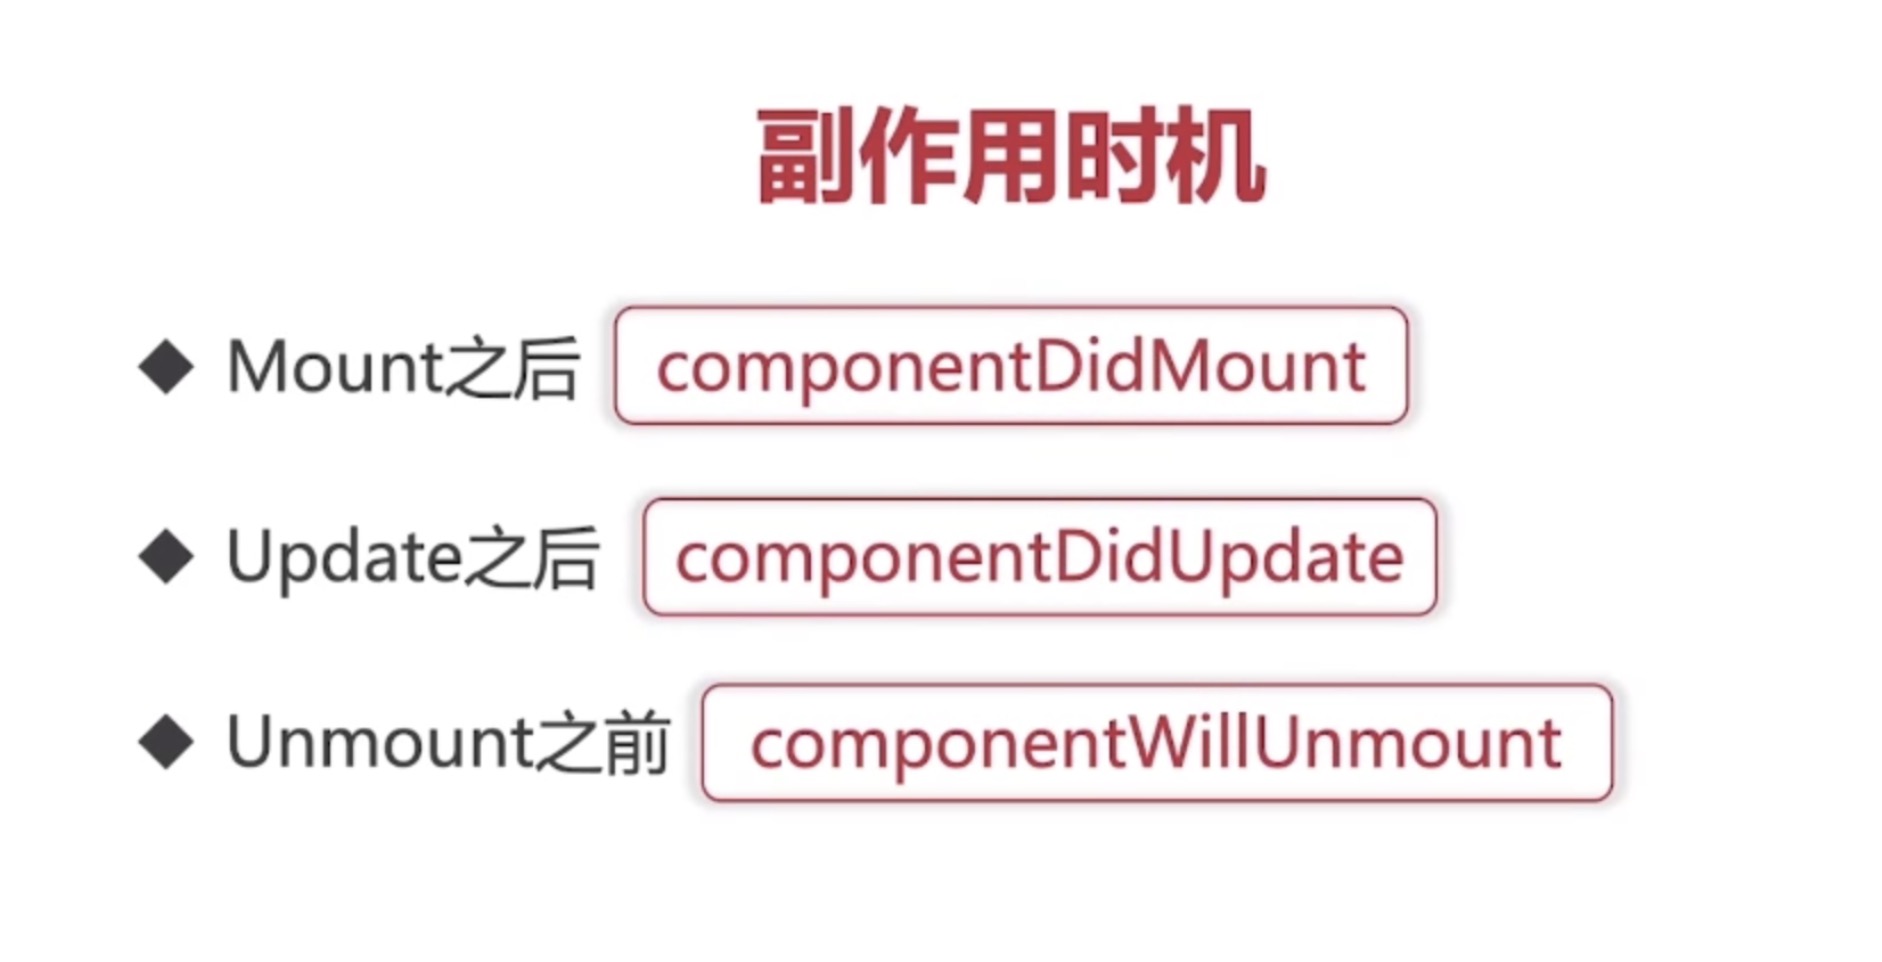 副作用时机
Mount之后 componentDidMount
Update之后 componentDidUpdate
Unmount之前 componentWillUnmount